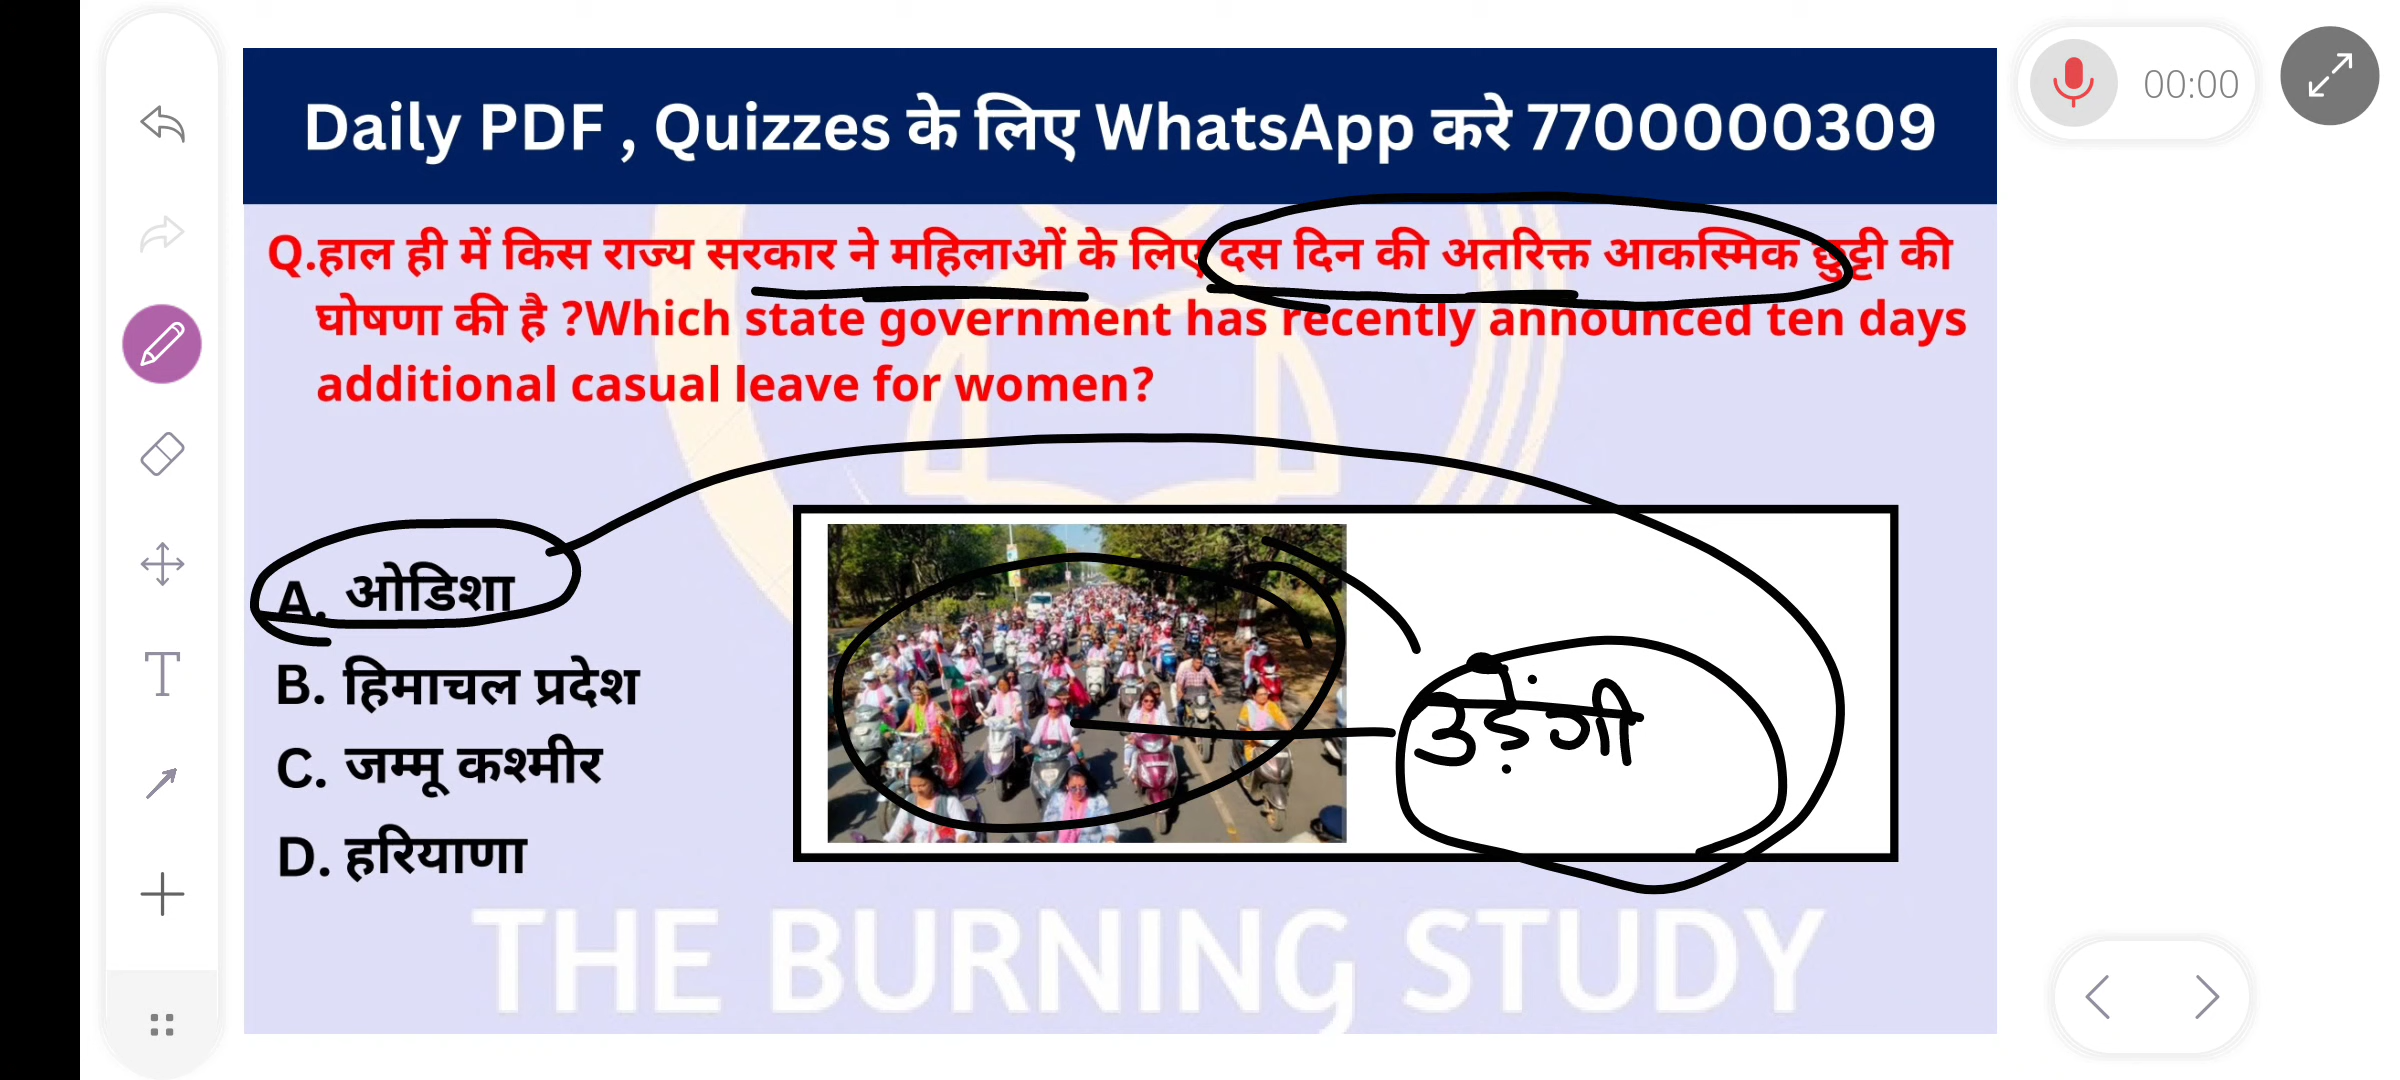 00:00
Daily PDF , Quizzes के लिए WhatsApp करे 7700000309
Q.हाल ही में किस राज्य सरकार ने महिलाओं के लिए दस दिन की अतरिक्त आकस्मिक छुट्टी की
घोषणा की है ?Which state government has recently announced ten days
additional casual leave for women?
A. ओडिशा
B. हिमाचल प्रदेश
C. जम्मू कश्मीर
D. हरियाणा
उड़ेंगी
THE BURNING STUDY